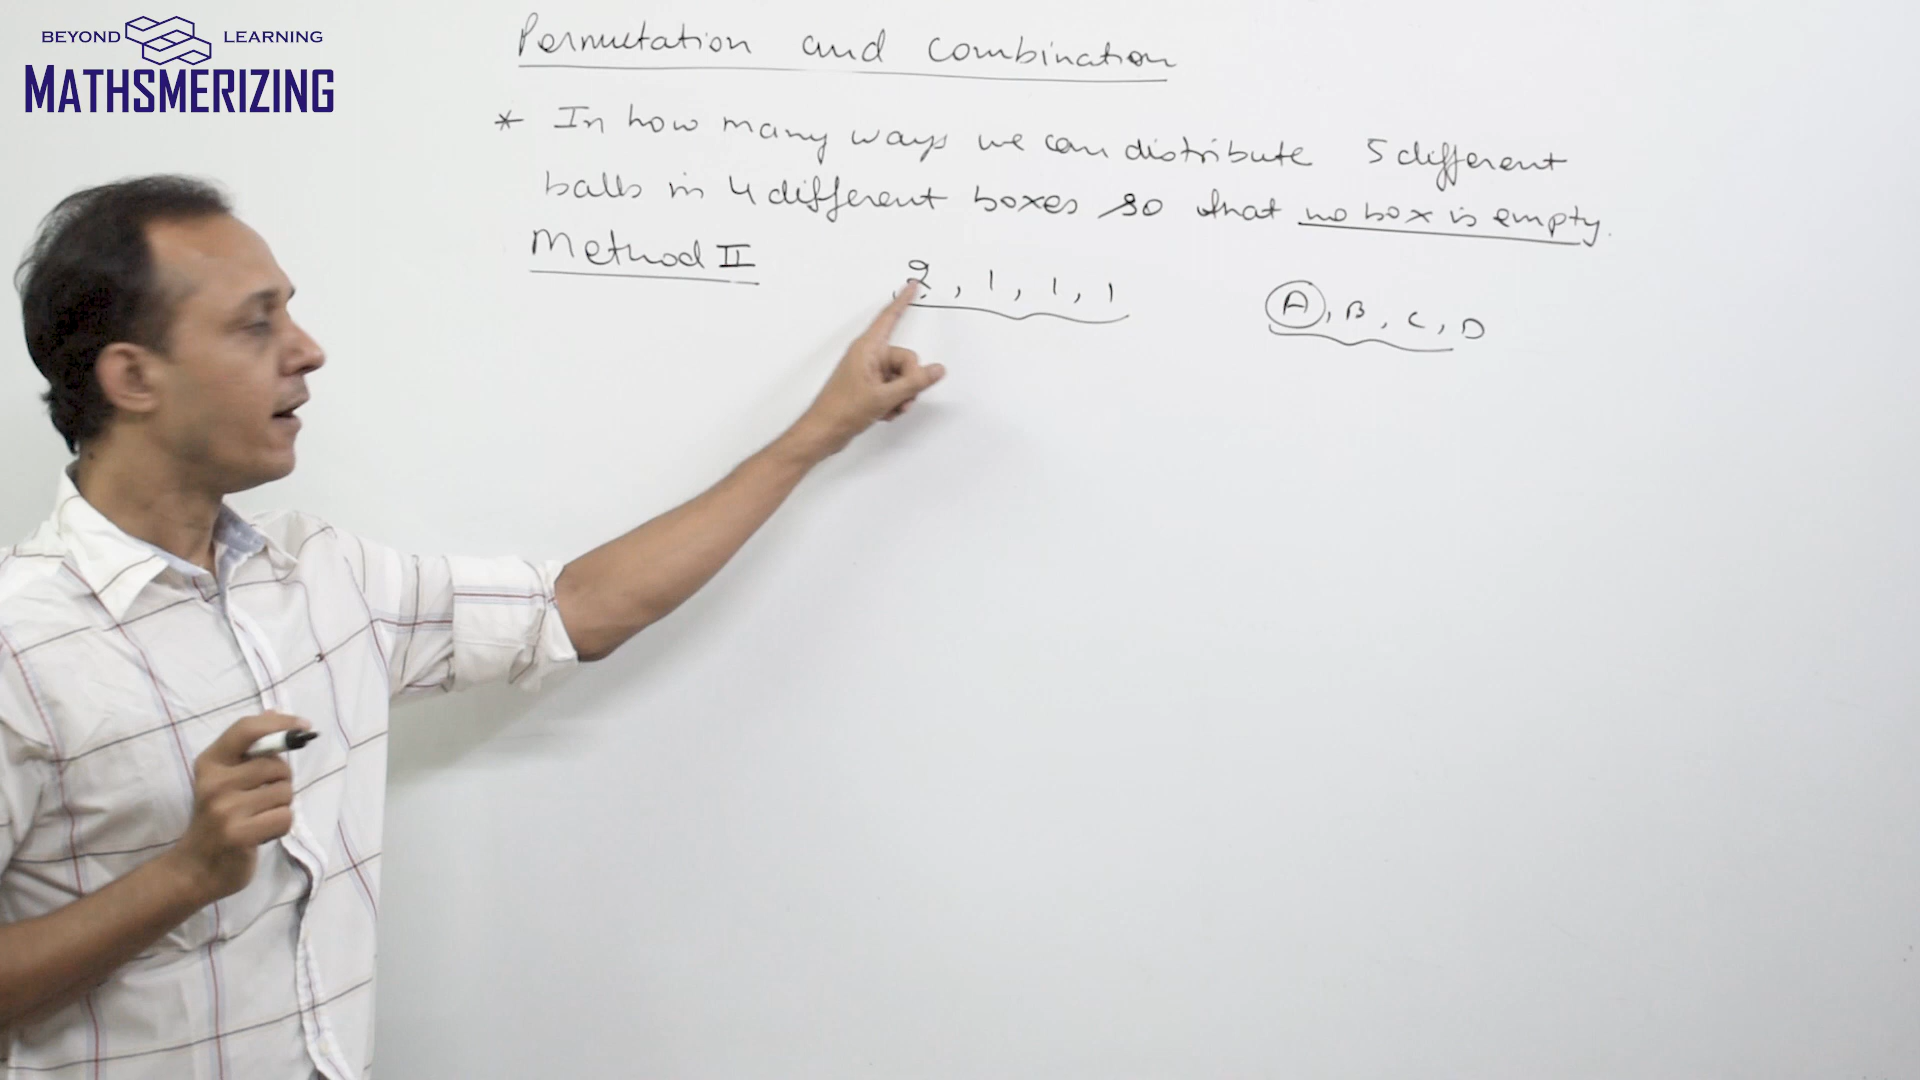 BEYOND LEARNING
MATHSMERIZING
Permutation and combination
* In how many ways we can distribute 5 different
balls in 4 different boxes so that no box is empty.
Method II
2, 1, 1, 1
A, B, C, D